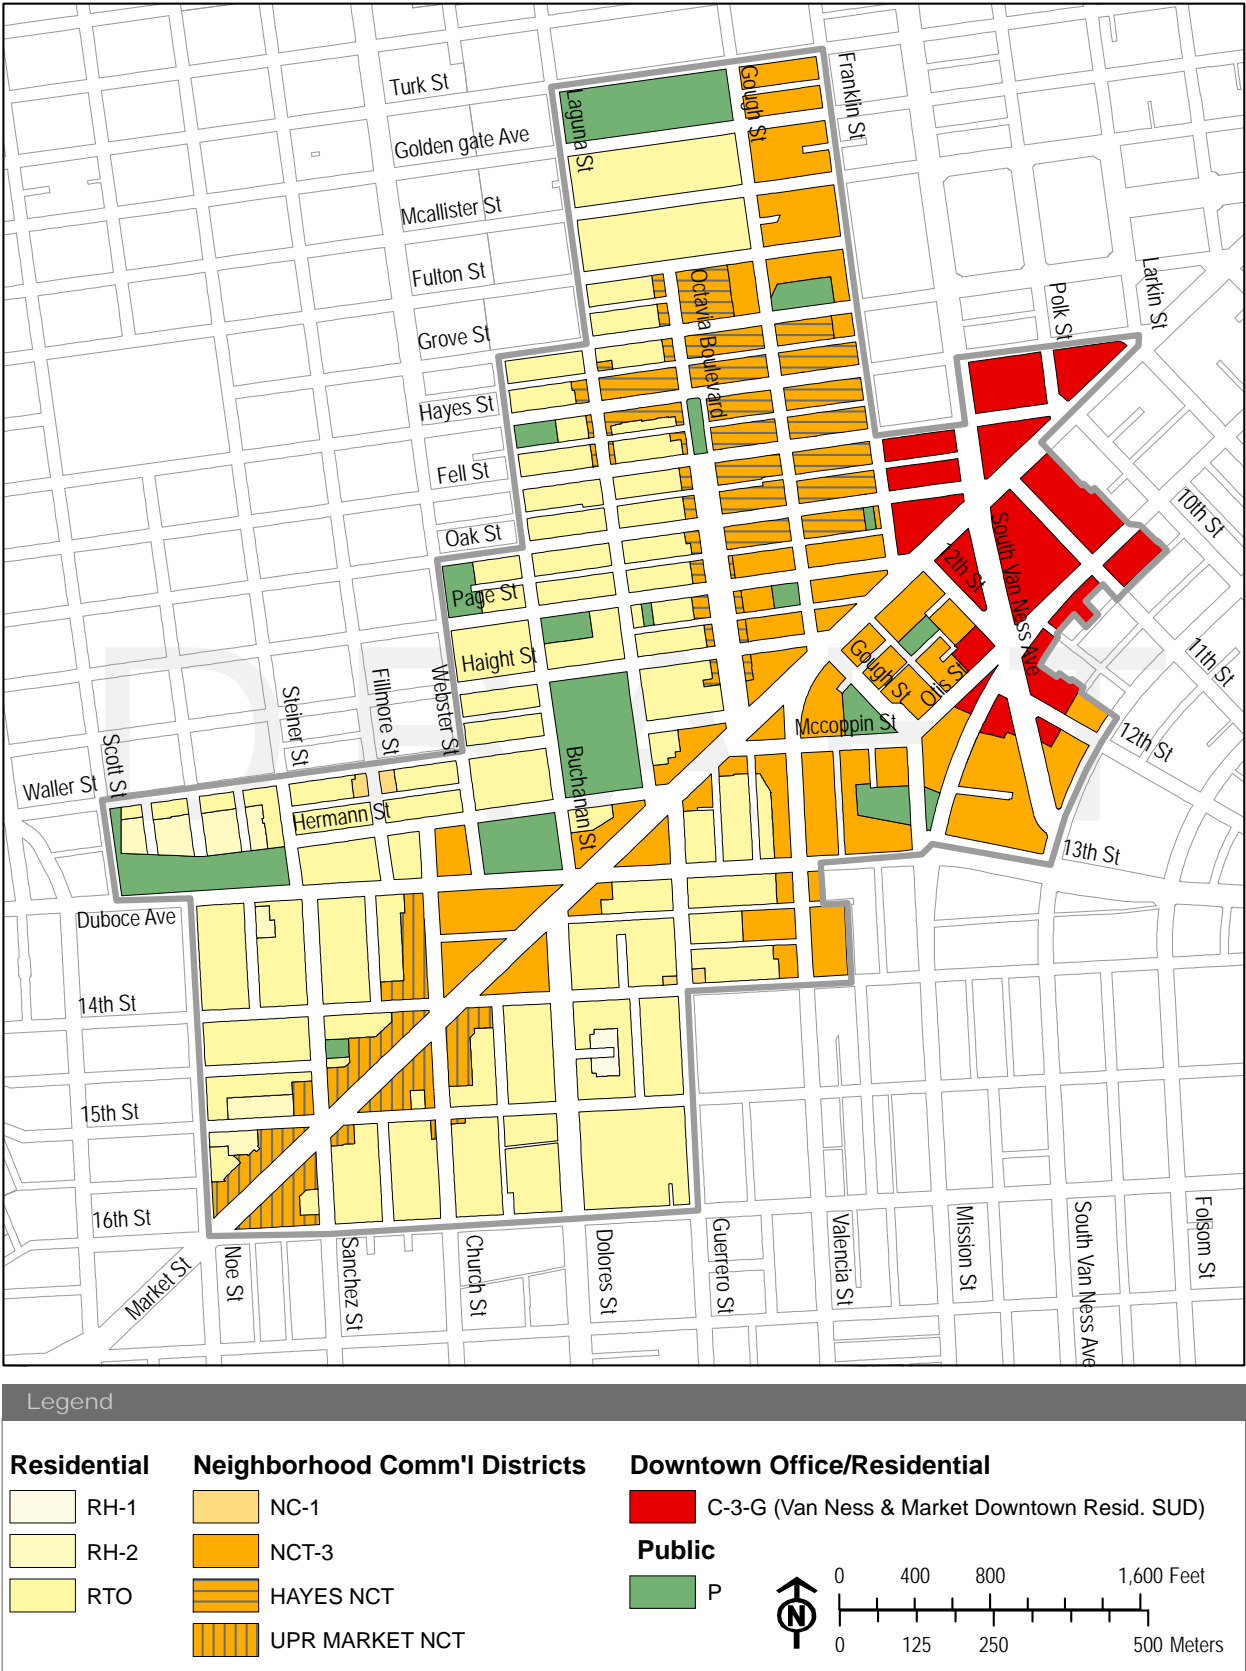 Turk St
Golden gate Ave
Mcallister St
Fulton St
Grove St
Hayes St
Fell St
Oak St
Page St
Haight St
Laguna St
Gough St
Franklin St
Octavia Boulevard
Polk St
Larkin St
10th St
11th St
12th St
12th St
South Van Ness Ave
Gough St
Otis St
Mccoppin St
13th St
Webster St
Fillmore St
Steiner St
Scott St
Waller St
Hermann St
Buchanan St
Duboce Ave
14th St
15th St
16th St
Market St
Noe St
Sanchez St
Church St
Dolores St
Guerrero St
Valencia St
Mission St
South Van Ness Ave
Folsom St
DRAFT
Legend
Residential
RH-1
RH-2
RTO
Neighborhood Comm'l Districts
NC-1
NCT-3
HAYES NCT
UPR MARKET NCT
Downtown Office/Residential
C-3-G (Van Ness & Market Downtown Resid. SUD)
Public
P
N
0 400 800 1,600 Feet
0 125 250 500 Meters